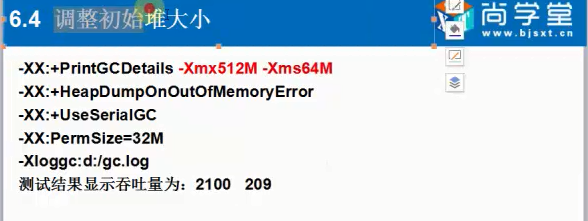 6.4 调整初始堆大小
尚学堂
www.bjsxt.com
-XX:+PrintGCDetails -Xmx512M -Xms64M
-XX:+HeapDumpOnOutOfMemoryError
-XX:+UseSerialGC
-XX:PermSize=32M
-Xloggc:d:/gc.log
测试结果显示吞吐量为：2100 209